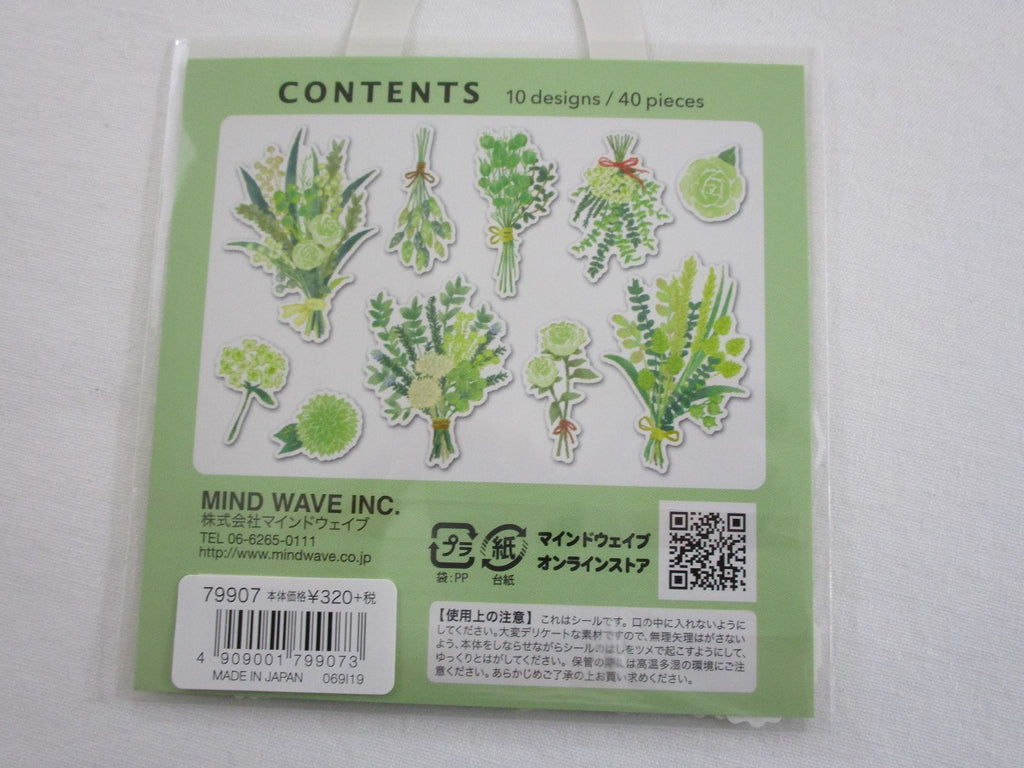 CONTENTS 10 designs / 40 pieces
MIND WAVE INC.
株式会社マインドウェイブ
TEL 06-6265-0111
http://www.mindwave.co.jp
プラ
袋:PP
紙
台紙
マインドウェイブ
オンラインストア
79907 本体価格¥320+税
4 909001 799073
MADE IN JAPAN 069I19
【使用上の注意】これはシールです。口の中に入れないように
してください。大変デリケートな素材ですので、無理矢理はがさない
よう、本体をしならせながらシールのはしをツメで起こすようにして、
ゆっくりとはがしてください。保管の際には高温多湿の環境にご注
意ください。あらかじめご了承の上お買い求めください。